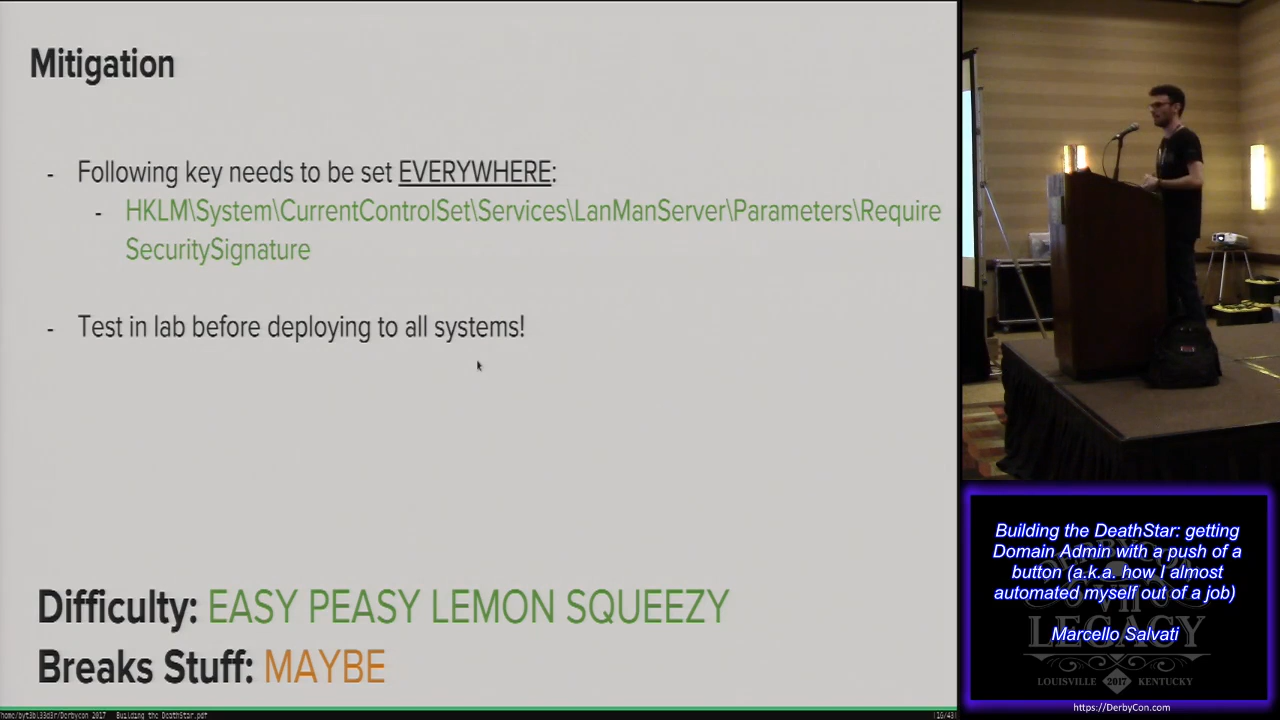 Mitigation
- Following key needs to be set EVERYWHERE:
- HKLM\System\CurrentControlSet\Services\LanManServer\Parameters\Require
SecuritySignature
- Test in lab before deploying to all systems!
Difficulty: EASY PEASY LEMON SQUEEZY
Breaks Stuff: MAYBE
Building the DeathStar: getting
Domain Admin with a push of a
button (a.k.a. how I almost
automated myself out of a job)
Marcello Salvati
LEGACY
LOUISVILLE 2017 KENTUCKY
https://DerbyCon.com